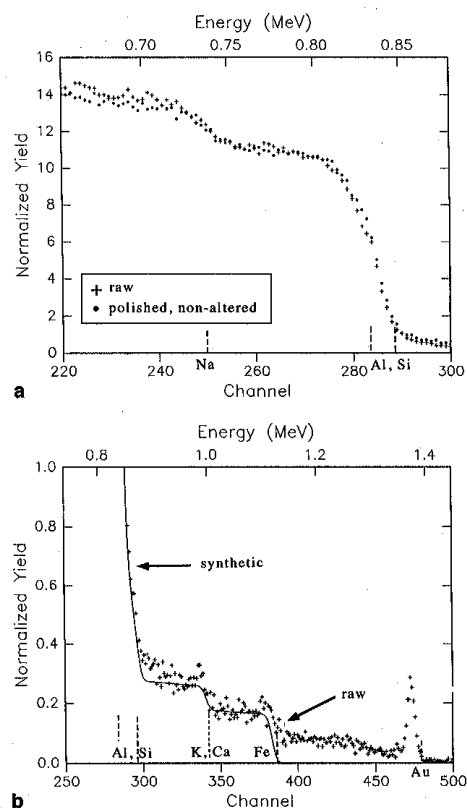 Energy (MeV)
0.70 0.75 0.80 0.85
Normalized Yield
16
14
12
10
8
6
4
2
0
+ raw
• polished, non-altered
Na
Al, Si
220 240 260 280 300
Channel
a
Energy (MeV)
0.8 1.0 1.2 1.4
Normalized Yield
1.0
0.8
0.6
0.4
0.2
0.0
synthetic
raw
Al, Si
K, Ca
Fe
Au
250 300 350 400 450 500
Channel
b